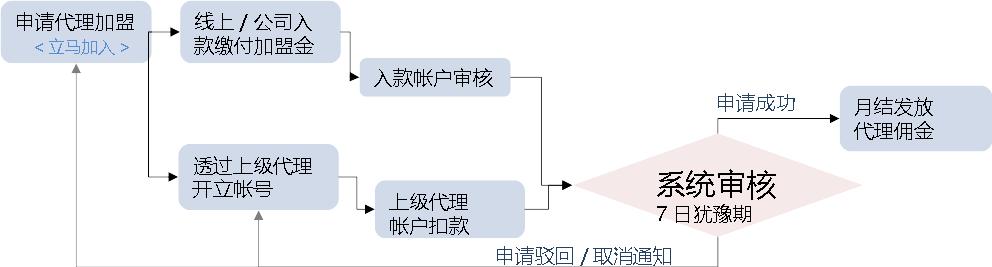 申请代理加盟
<立马加入>
线上/公司入
款缴付加盟金
入款帐户审核
申请成功
月结发放
代理佣金
透过上级代理
开立帐号
上级代理
帐户扣款
系统审核
7日犹豫期
申请驳回/取消通知